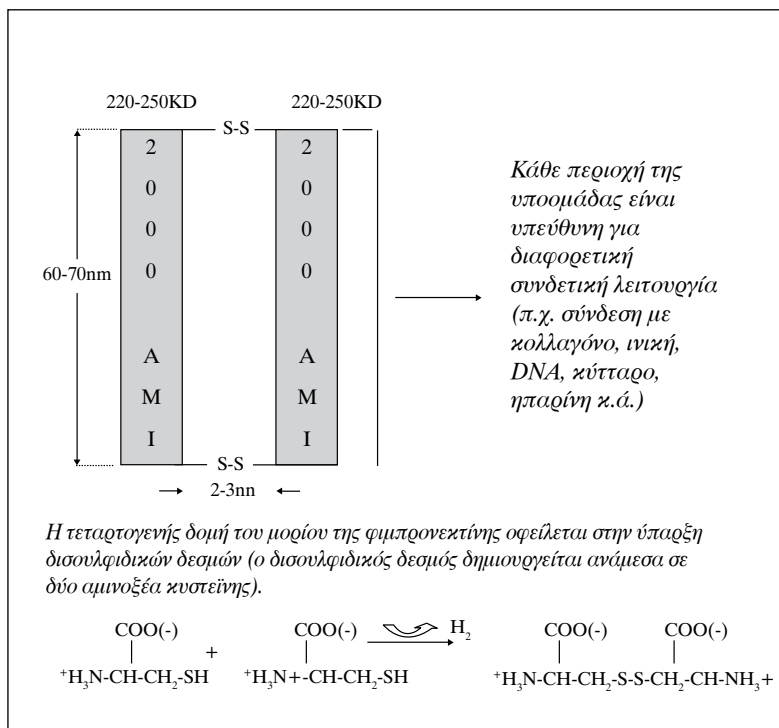 220-250KD 220-250KD
S-S
2 2
0 0
0 0
0 0
60-70nm
A A
M M
I I
S-S
2-3nn
Κάθε περιοχή της
υποομάδας είναι
υπεύθυνη για
διαφορετική
συνδετική λειτουργία
(π.χ. σύνδεση με
κολλαγόνο, ινική,
DNA, κύτταρο,
ηπαρίνη κ.ά.)
Η τεταρτογενής δομή του μορίου της φιμπρονεκτίνης οφείλεται στην ύπαρξη
δισουλφιδικών δεσμών (ο δισουλφιδικός δεσμός δημιουργείται ανάμεσα σε
δύο αμινοξέα κυστεϊνης).
COO(-) COO(-) H₂ COO(-) COO(-)
+
⁺H₃N-CH-CH₂-SH ⁺H₃N+-CH-CH₂-SH ⁺H₃N-CH-CH₂-S-S-CH₂-CH-NH₃+